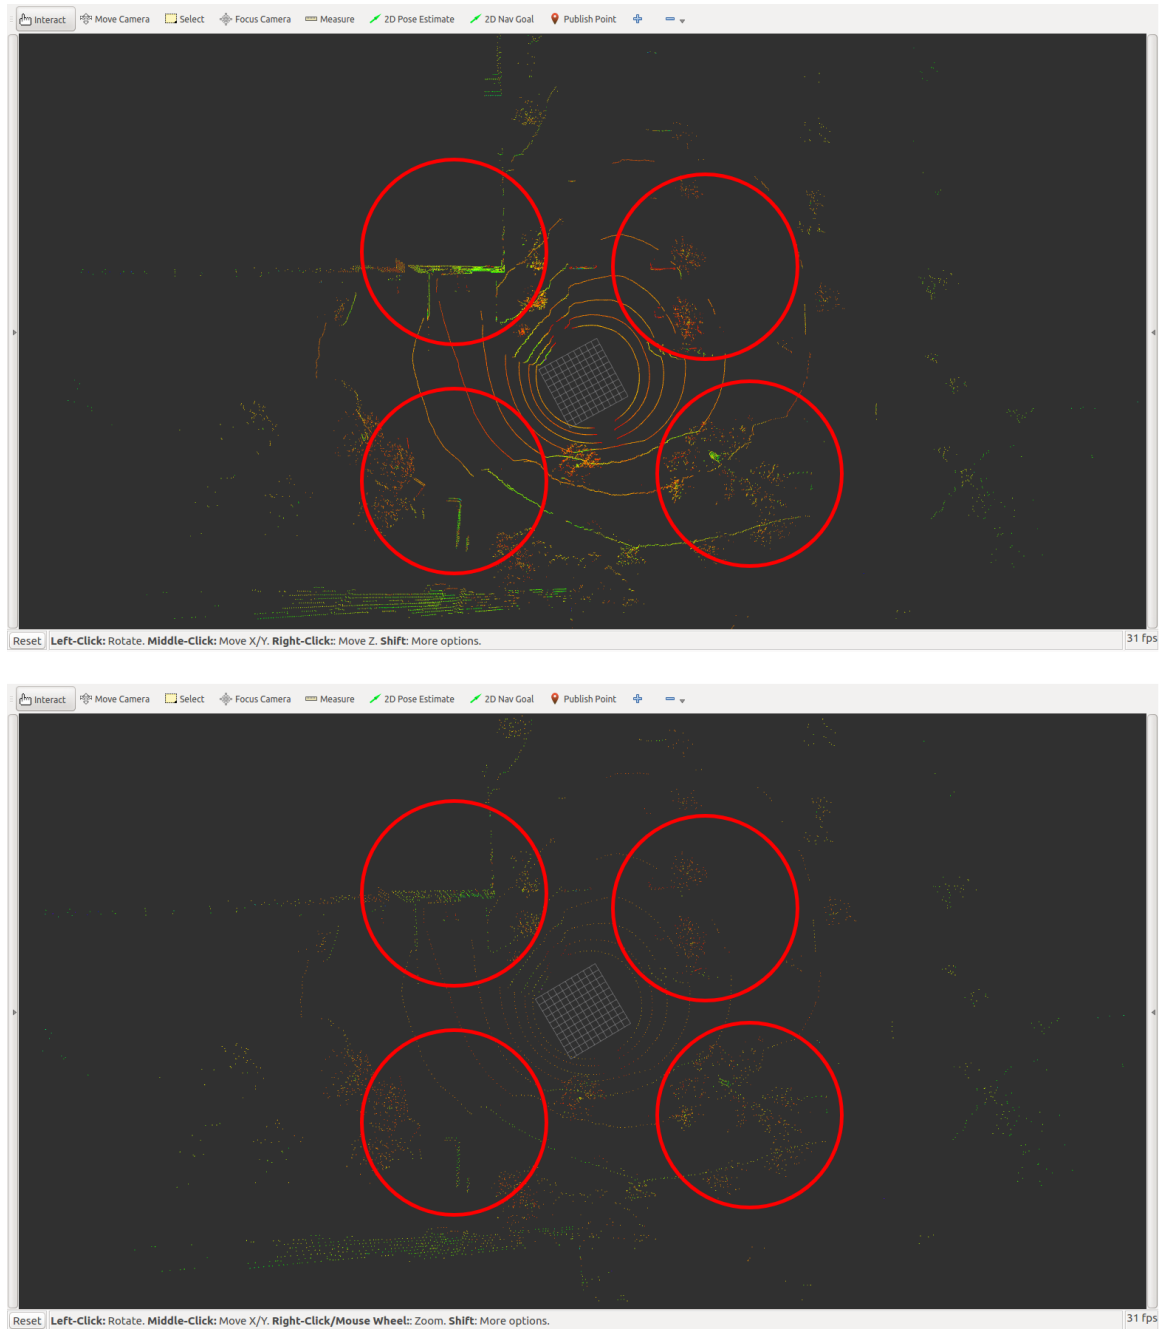 Interact Move Camera Select Focus Camera Measure 2D Pose Estimate 2D Nav Goal Publish Point
Reset Left-Click: Rotate. Middle-Click: Move X/Y. Right-Click:: Move Z. Shift: More options. 31 fps
Interact Move Camera Select Focus Camera Measure 2D Pose Estimate 2D Nav Goal Publish Point
Reset Left-Click: Rotate. Middle-Click: Move X/Y. Right-Click/Mouse Wheel:: Zoom. Shift: More options. 31 fps